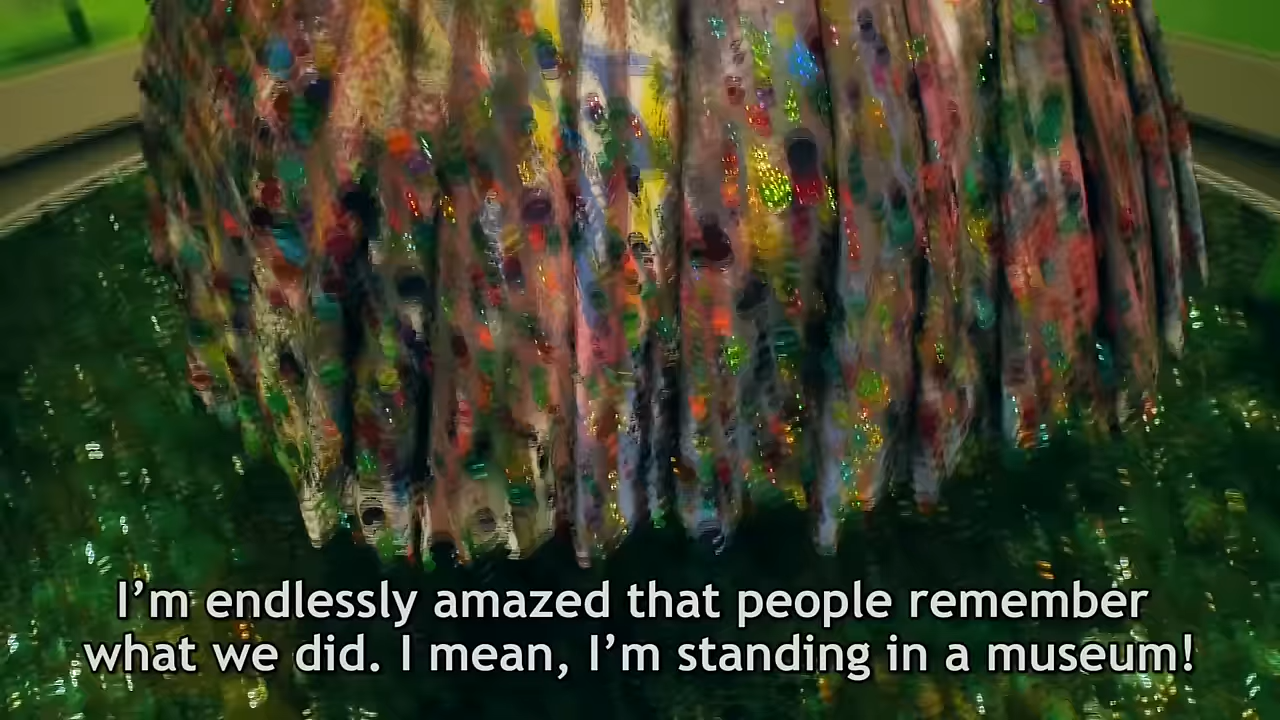 I’m endlessly amazed that people remember
what we did. I mean, I’m standing in a museum!